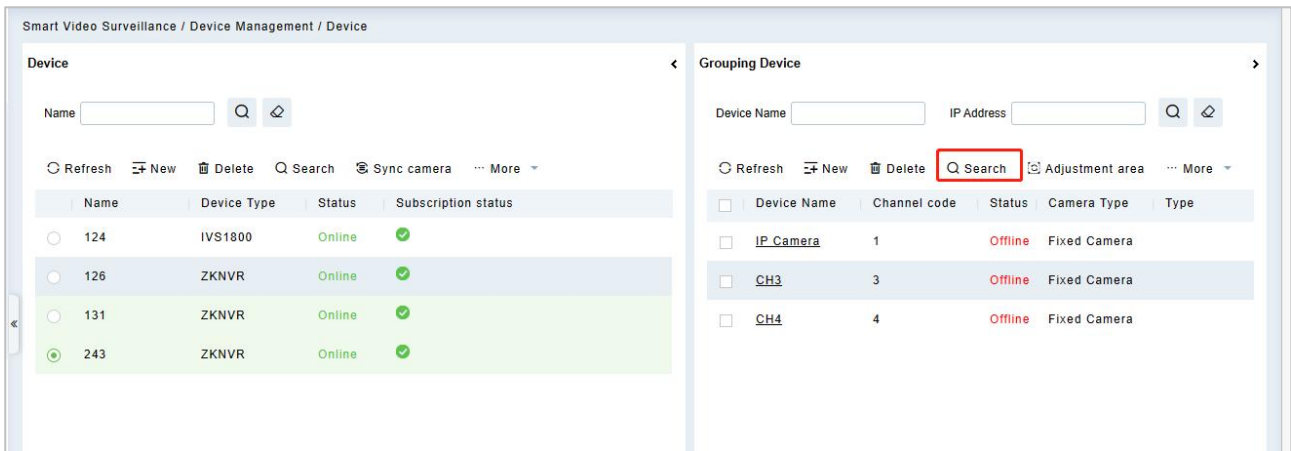 Smart Video Surveillance / Device Management / Device
Device
Name
Refresh New Delete Search Sync camera ··· More
Name Device Type Status Subscription status
124 IVS1800 Online
126 ZKNVR Online
131 ZKNVR Online
243 ZKNVR Online
Grouping Device
Device Name IP Address
Refresh New Delete Search Adjustment area ··· More
Device Name Channel code Status Camera Type Type
IP Camera 1 Offline Fixed Camera
CH3 3 Offline Fixed Camera
CH4 4 Offline Fixed Camera